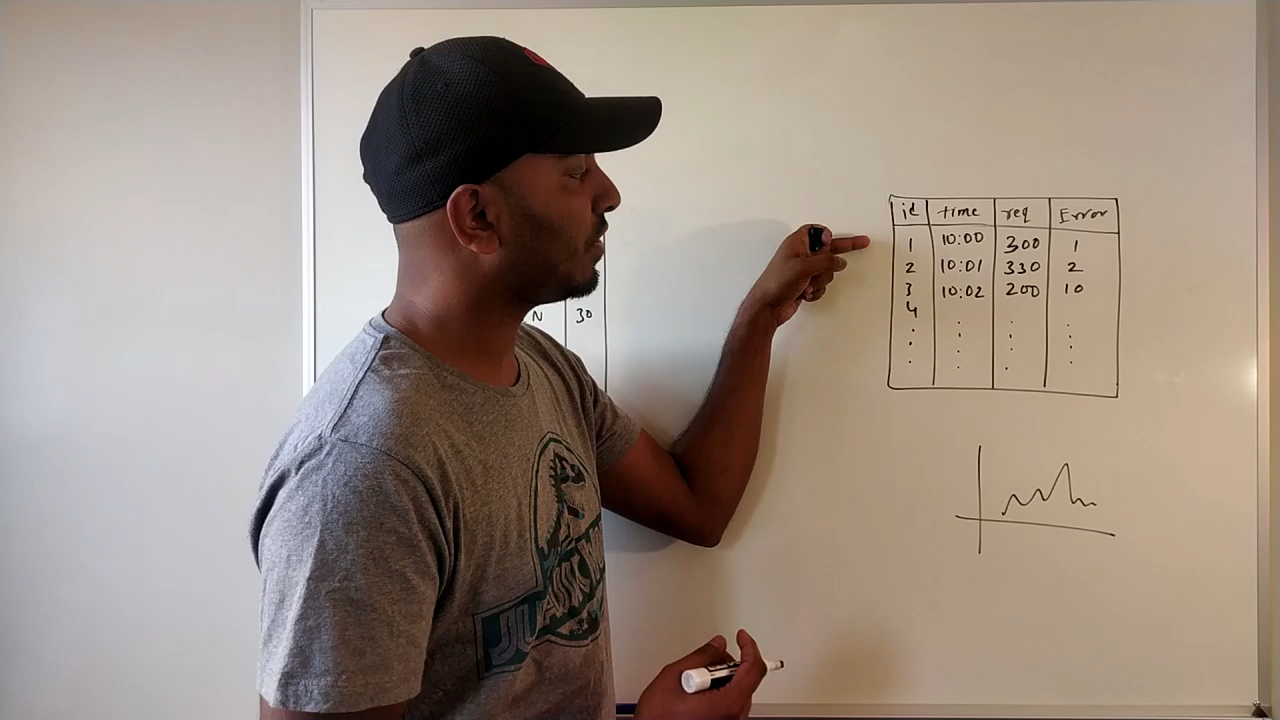 N 30
id time req Error
1 10:00 300 1
2 10:01 330 2
3 10:02 200 10
4